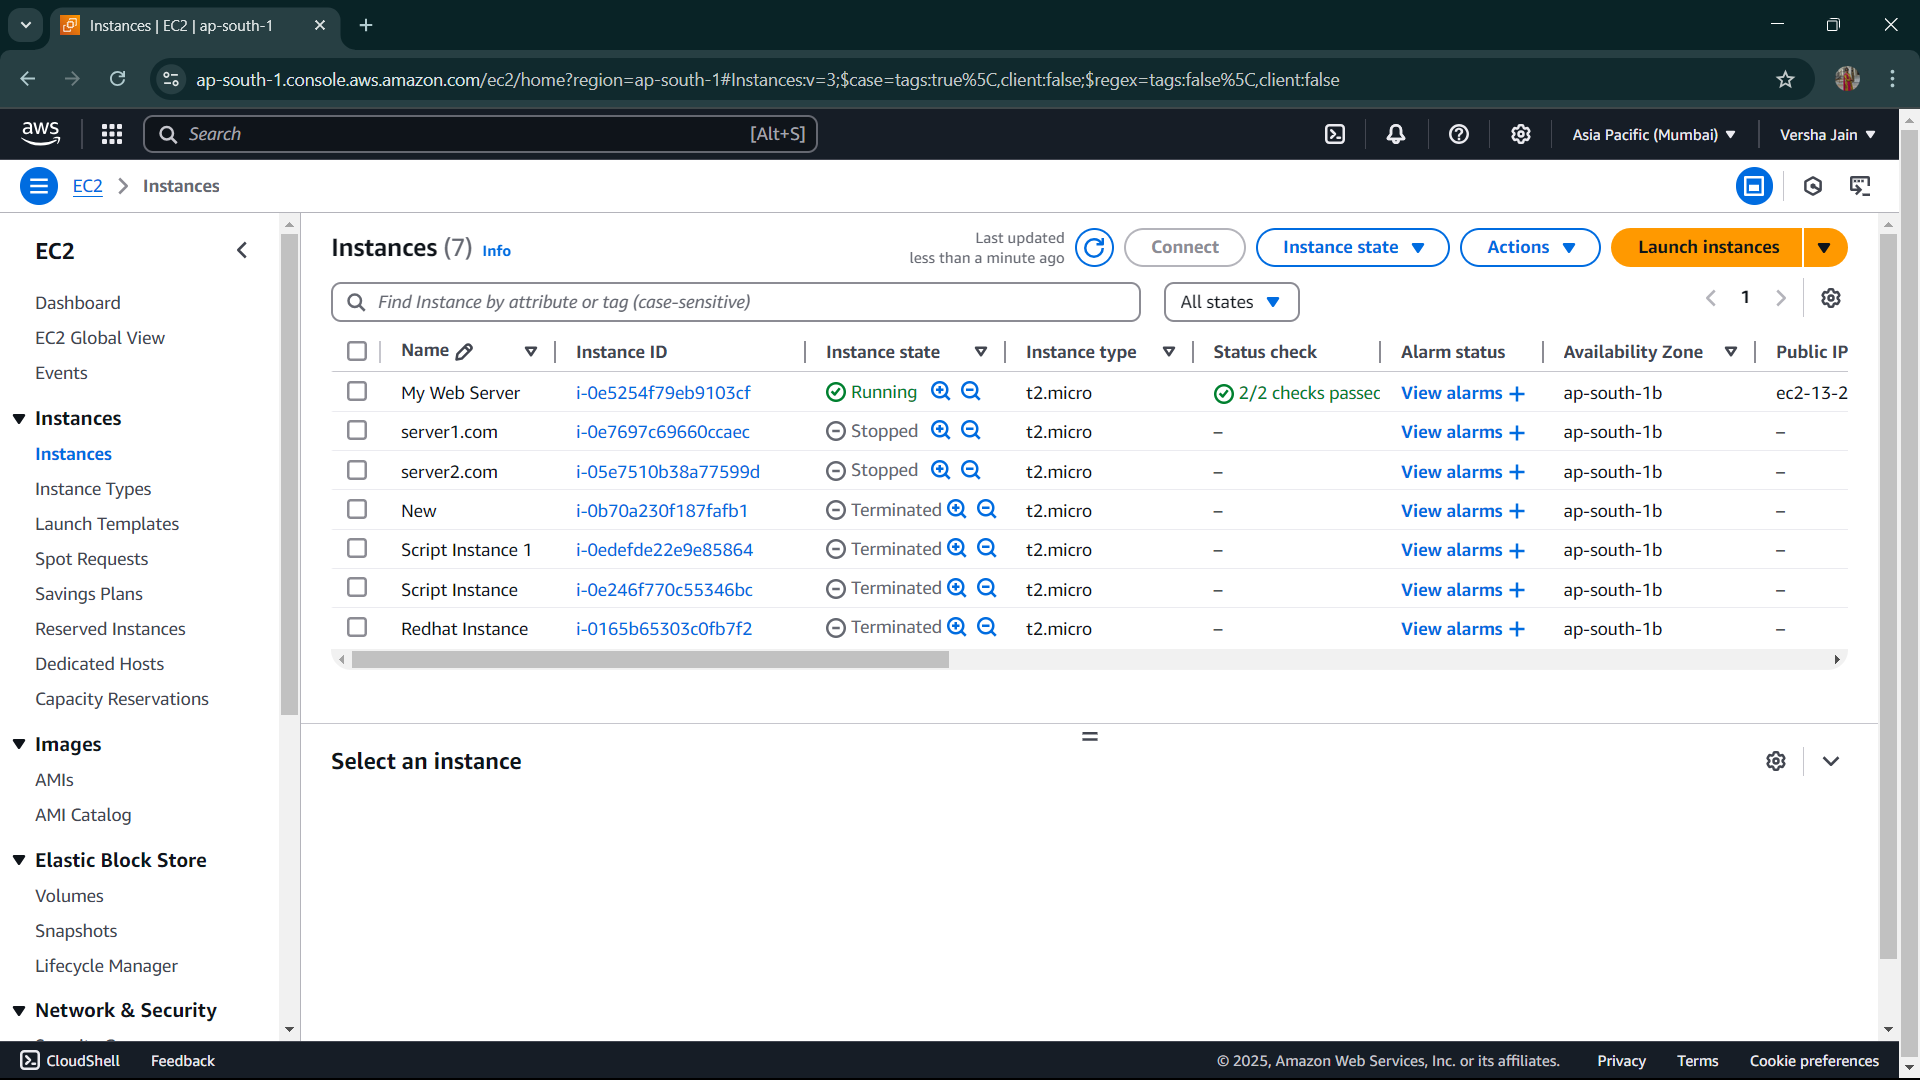 Instances | EC2 | ap-south-1
ap-south-1.console.aws.amazon.com/ec2/home?region=ap-south-1#Instances:v=3;$case=tags:true%5C,client:false;$regex=tags:false%5C,client:false
aws
Search [Alt+S]
Asia Pacific (Mumbai)
Versha Jain
EC2 Instances
EC2
Dashboard
EC2 Global View
Events
Instances
Instances
Instance Types
Launch Templates
Spot Requests
Savings Plans
Reserved Instances
Dedicated Hosts
Capacity Reservations
Images
AMIs
AMI Catalog
Elastic Block Store
Volumes
Snapshots
Lifecycle Manager
Network & Security
Instances (7) Info
Last updated
less than a minute ago
Connect
Instance state
Actions
Launch instances
Find Instance by attribute or tag (case-sensitive)
All states
1
Name Instance ID Instance state Instance type Status check Alarm status Availability Zone Public IP
My Web Server i-0e5254f79eb9103cf Running t2.micro 2/2 checks passed View alarms + ap-south-1b ec2-13-2
server1.com i-0e7697c69660ccaec Stopped t2.micro – View alarms + ap-south-1b –
server2.com i-05e7510b38a77599d Stopped t2.micro – View alarms + ap-south-1b –
New i-0b70a230f187fafb1 Terminated t2.micro – View alarms + ap-south-1b –
Script Instance 1 i-0edefde22e9e85864 Terminated t2.micro – View alarms + ap-south-1b –
Script Instance i-0e246f770c55346bc Terminated t2.micro – View alarms + ap-south-1b –
Redhat Instance i-0165b65303c0fb7f2 Terminated t2.micro – View alarms + ap-south-1b –
Select an instance
CloudShell
Feedback
© 2025, Amazon Web Services, Inc. or its affiliates.
Privacy
Terms
Cookie preferences